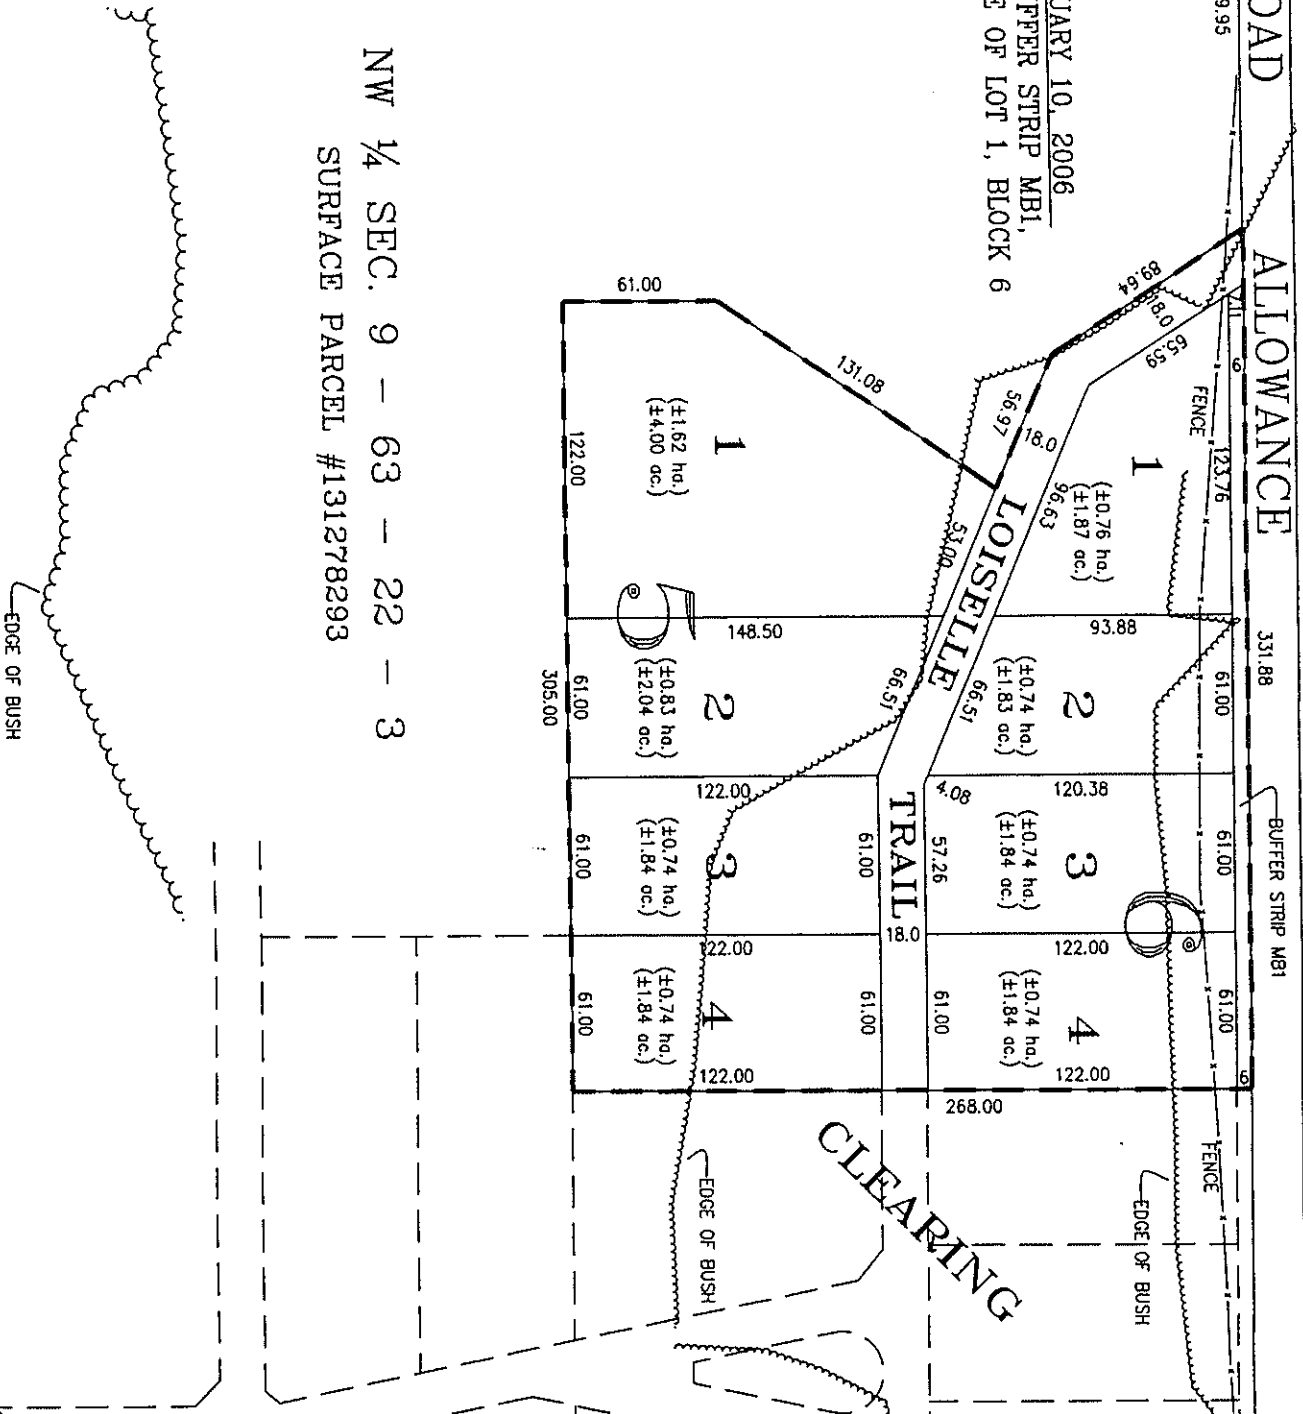 OAD ALLOWANCE
9.95
UARY 10, 2006
FFER STRIP MB1,
E OF LOT 1, BLOCK 6
331.88
BUFFER STRIP MB1
6
FENCE
123.76
61.00
61.00
61.00
6
89.64
18.0
65.59
1
(±0.76 ha.)
(±1.87 ac.)
93.88
2
(±0.74 ha.)
(±1.83 ac.)
120.38
3
(±0.74 ha.)
(±1.84 ac.)
6
122.00
4
(±0.74 ha.)
(±1.84 ac.)
122.00
268.00
FENCE
EDGE OF BUSH
56.97
18.0
96.63
66.51
4.08
57.26
61.00
LOISELLE TRAIL
18.0
53.00
66.51
61.00
61.00
CLEARING
61.00
131.08
1
(±1.62 ha.)
(±4.00 ac.)
148.50
5
2
(±0.83 ha.)
(±2.04 ac.)
122.00
3
(±0.74 ha.)
(±1.84 ac.)
122.00
4
(±0.74 ha.)
(±1.84 ac.)
122.00
EDGE OF BUSH
122.00
61.00
61.00
61.00
305.00
NW ¼ SEC. 9 - 63 - 22 - 3
SURFACE PARCEL #131278293
EDGE OF BUSH